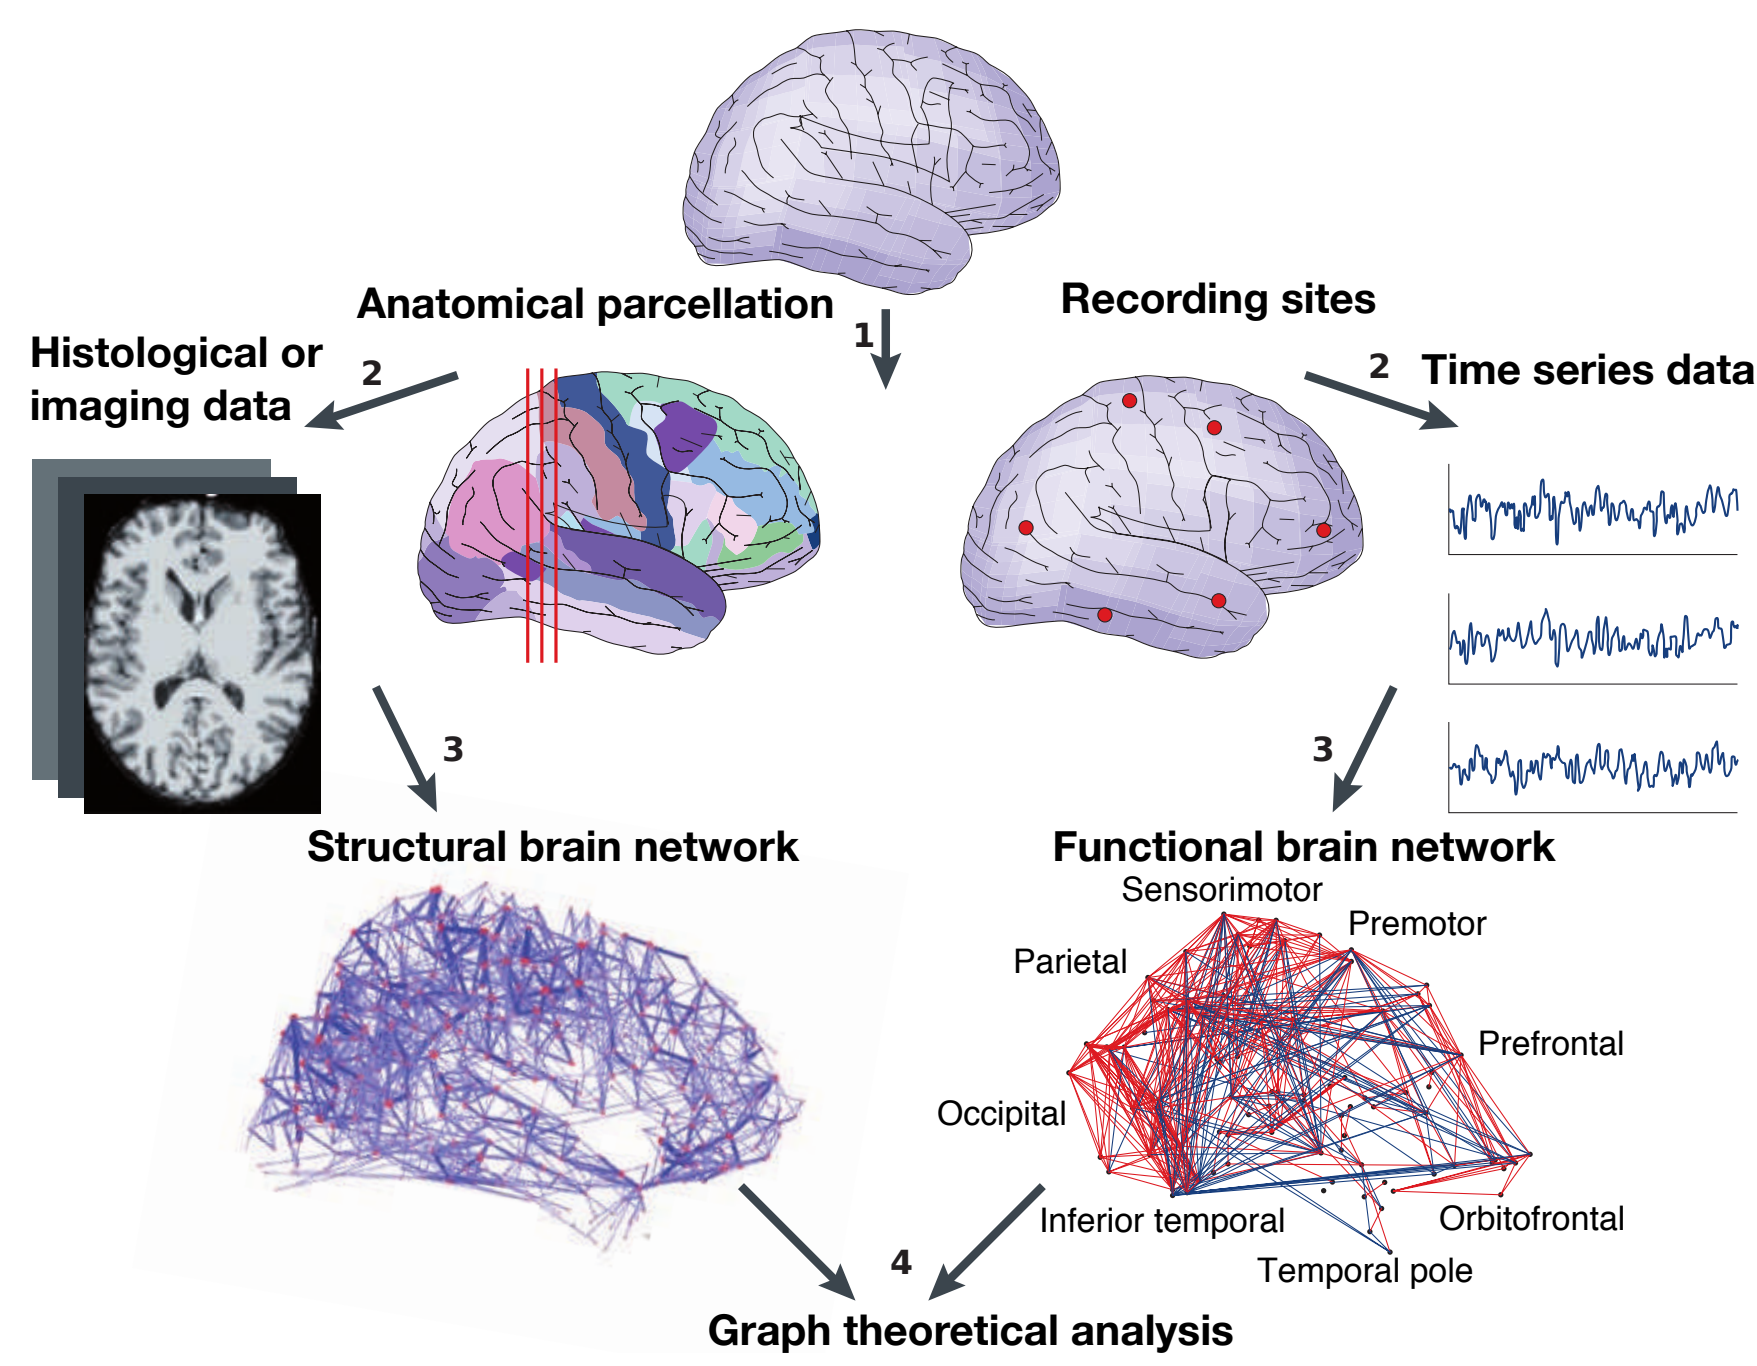 Anatomical parcellation
1
Recording sites
Histological or
imaging data
2
2
Time series data
3
3
Structural brain network
Functional brain network
Sensorimotor
Premotor
Parietal
Prefrontal
Occipital
Inferior temporal
Orbitofrontal
Temporal pole
4
Graph theoretical analysis